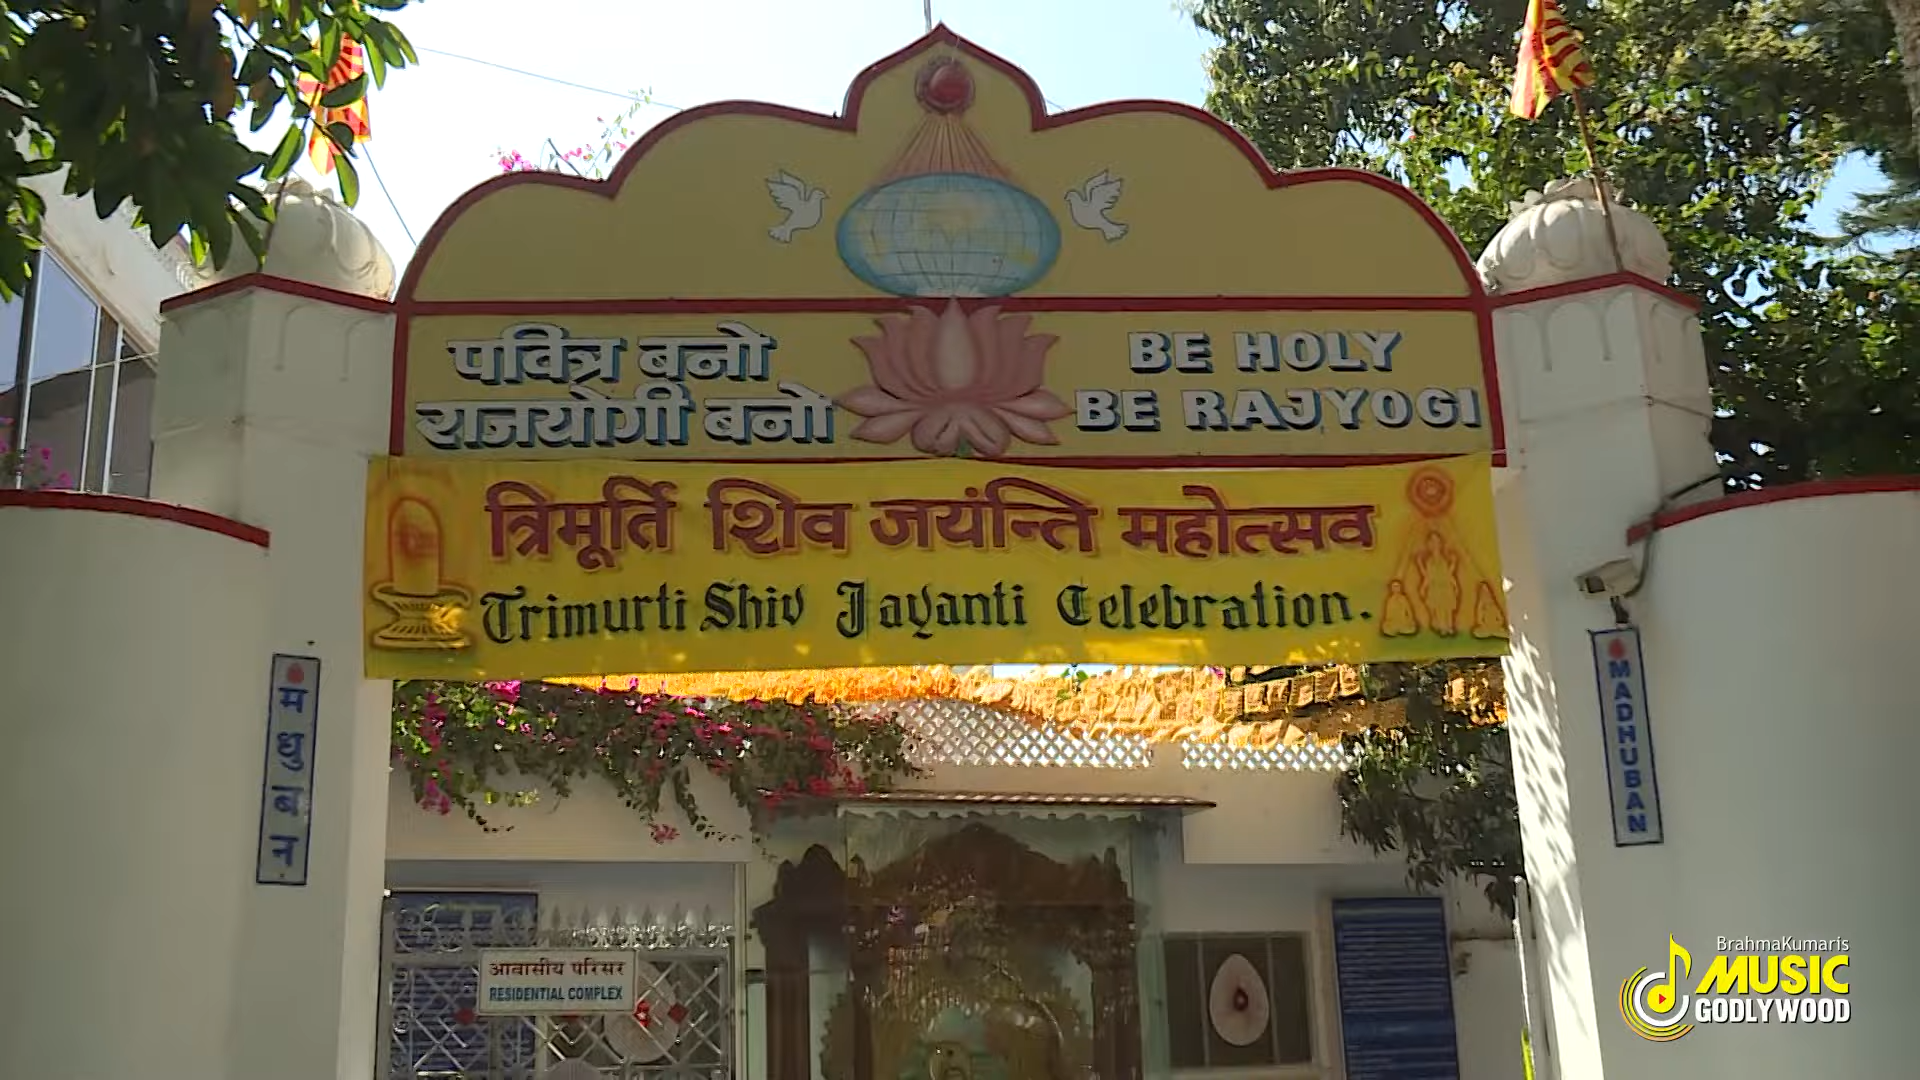 पवित्र बनो
राजयोगी बनो
BE HOLY
BE RAJYOGI
त्रिमूर्ति शिव जयंन्ति महोत्सव
Trimurti Shiv Jayanti Celebration.
मधुबन
MADHUBAN
आवासीय परिसर
RESIDENTIAL COMPLEX
BrahmaKumaris
MUSIC
GODLYWOOD